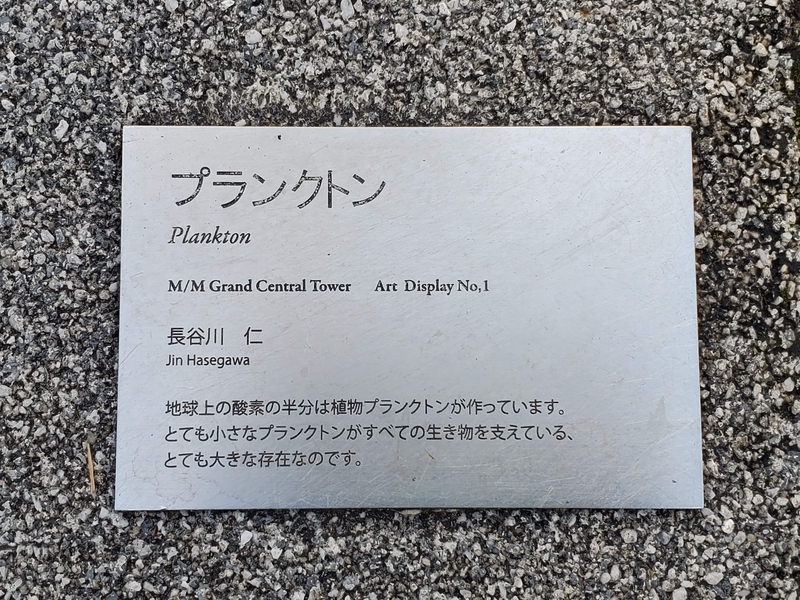 プランクトン
Plankton
M/M Grand Central Tower Art Display No,1
長谷川 仁
Jin Hasegawa
地球上の酸素の半分は植物プランクトンが作っています。
とても小さなプランクトンがすべての生き物を支えている、
とても大きな存在なのです。